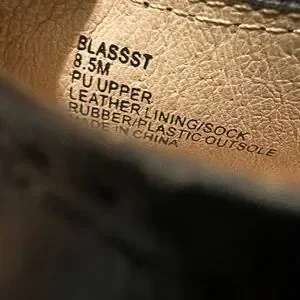 BLASSST
8.5M
PU UPPER
LEATHER LINING/SOCK
RUBBER/PLASTIC OUTSOLE
MADE IN CHINA